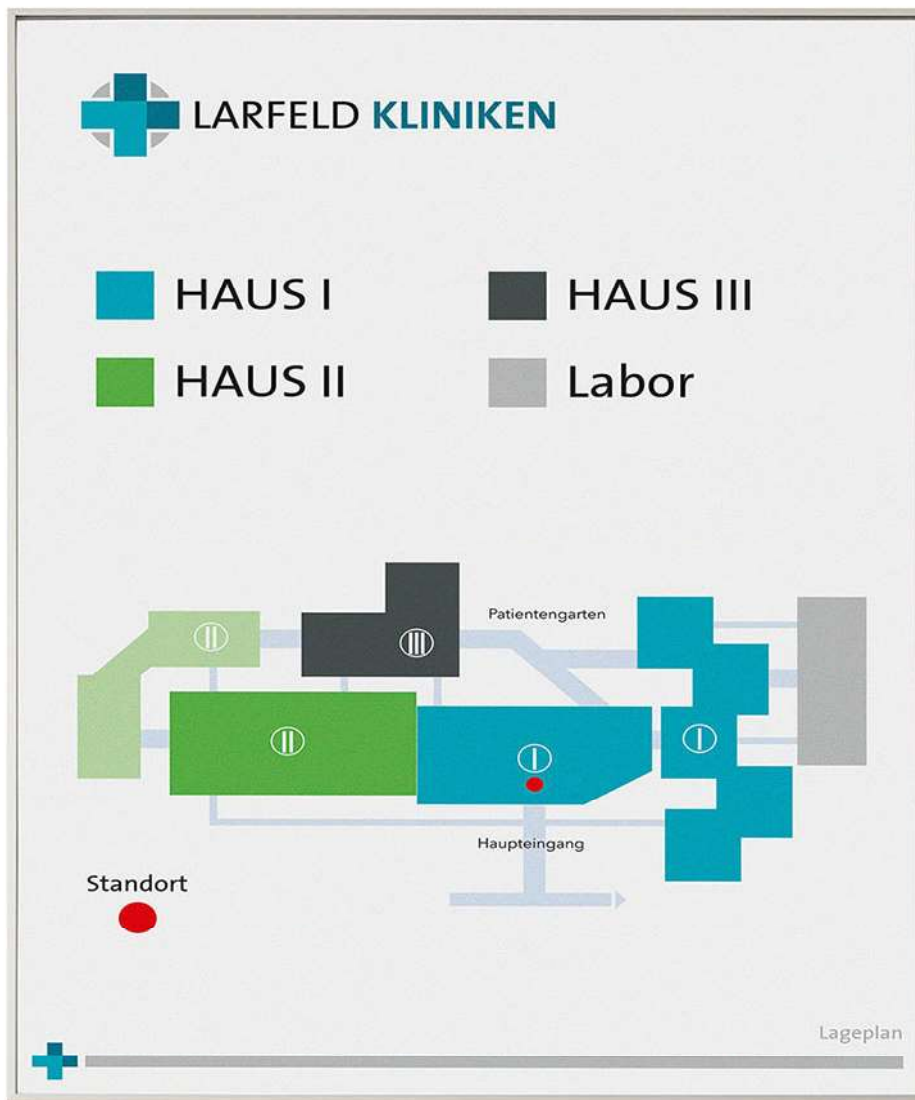 LARFELD KLINIKEN
HAUS I
HAUS II
HAUS III
Labor
Patientengarten
II
III
II
I
I
Haupteingang
Standort
Lageplan